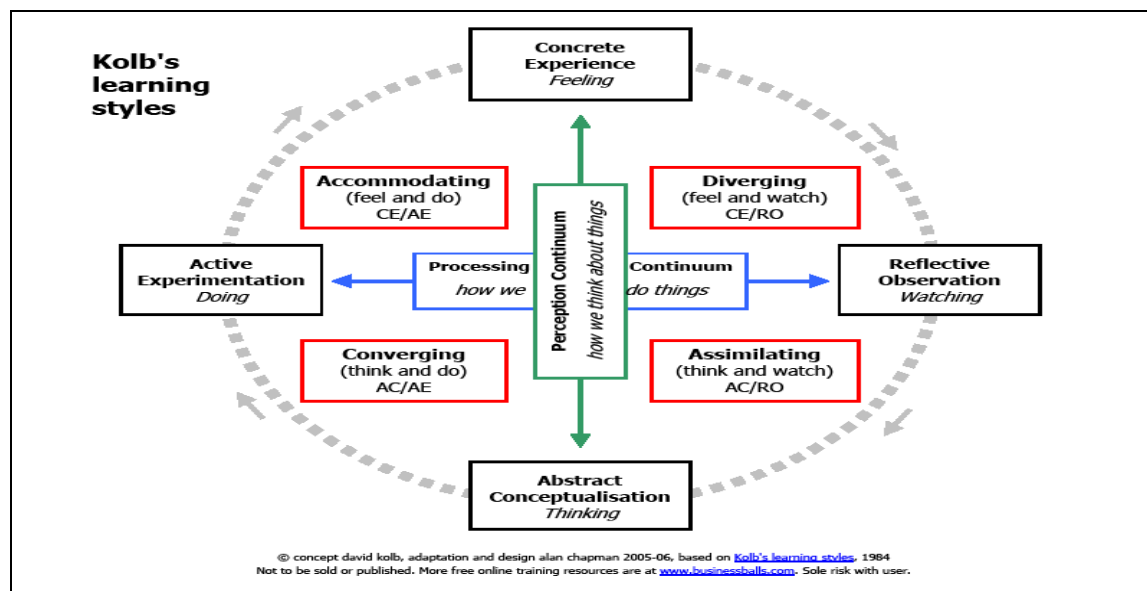 Kolb's
learning
styles
Concrete
Experience
Feeling
Accommodating
(feel and do)
CE/AE
Diverging
(feel and watch)
CE/RO
Active
Experimentation
Doing
Processing Continuum
how we do things
Perception Continuum
how we think about things
Reflective
Observation
Watching
Converging
(think and do)
AC/AE
Assimilating
(think and watch)
AC/RO
Abstract
Conceptualisation
Thinking
© concept david kolb, adaptation and design alan chapman 2005-06, based on Kolb's learning styles, 1984
Not to be sold or published. More free online training resources are at www.businessballs.com. Sole risk with user.